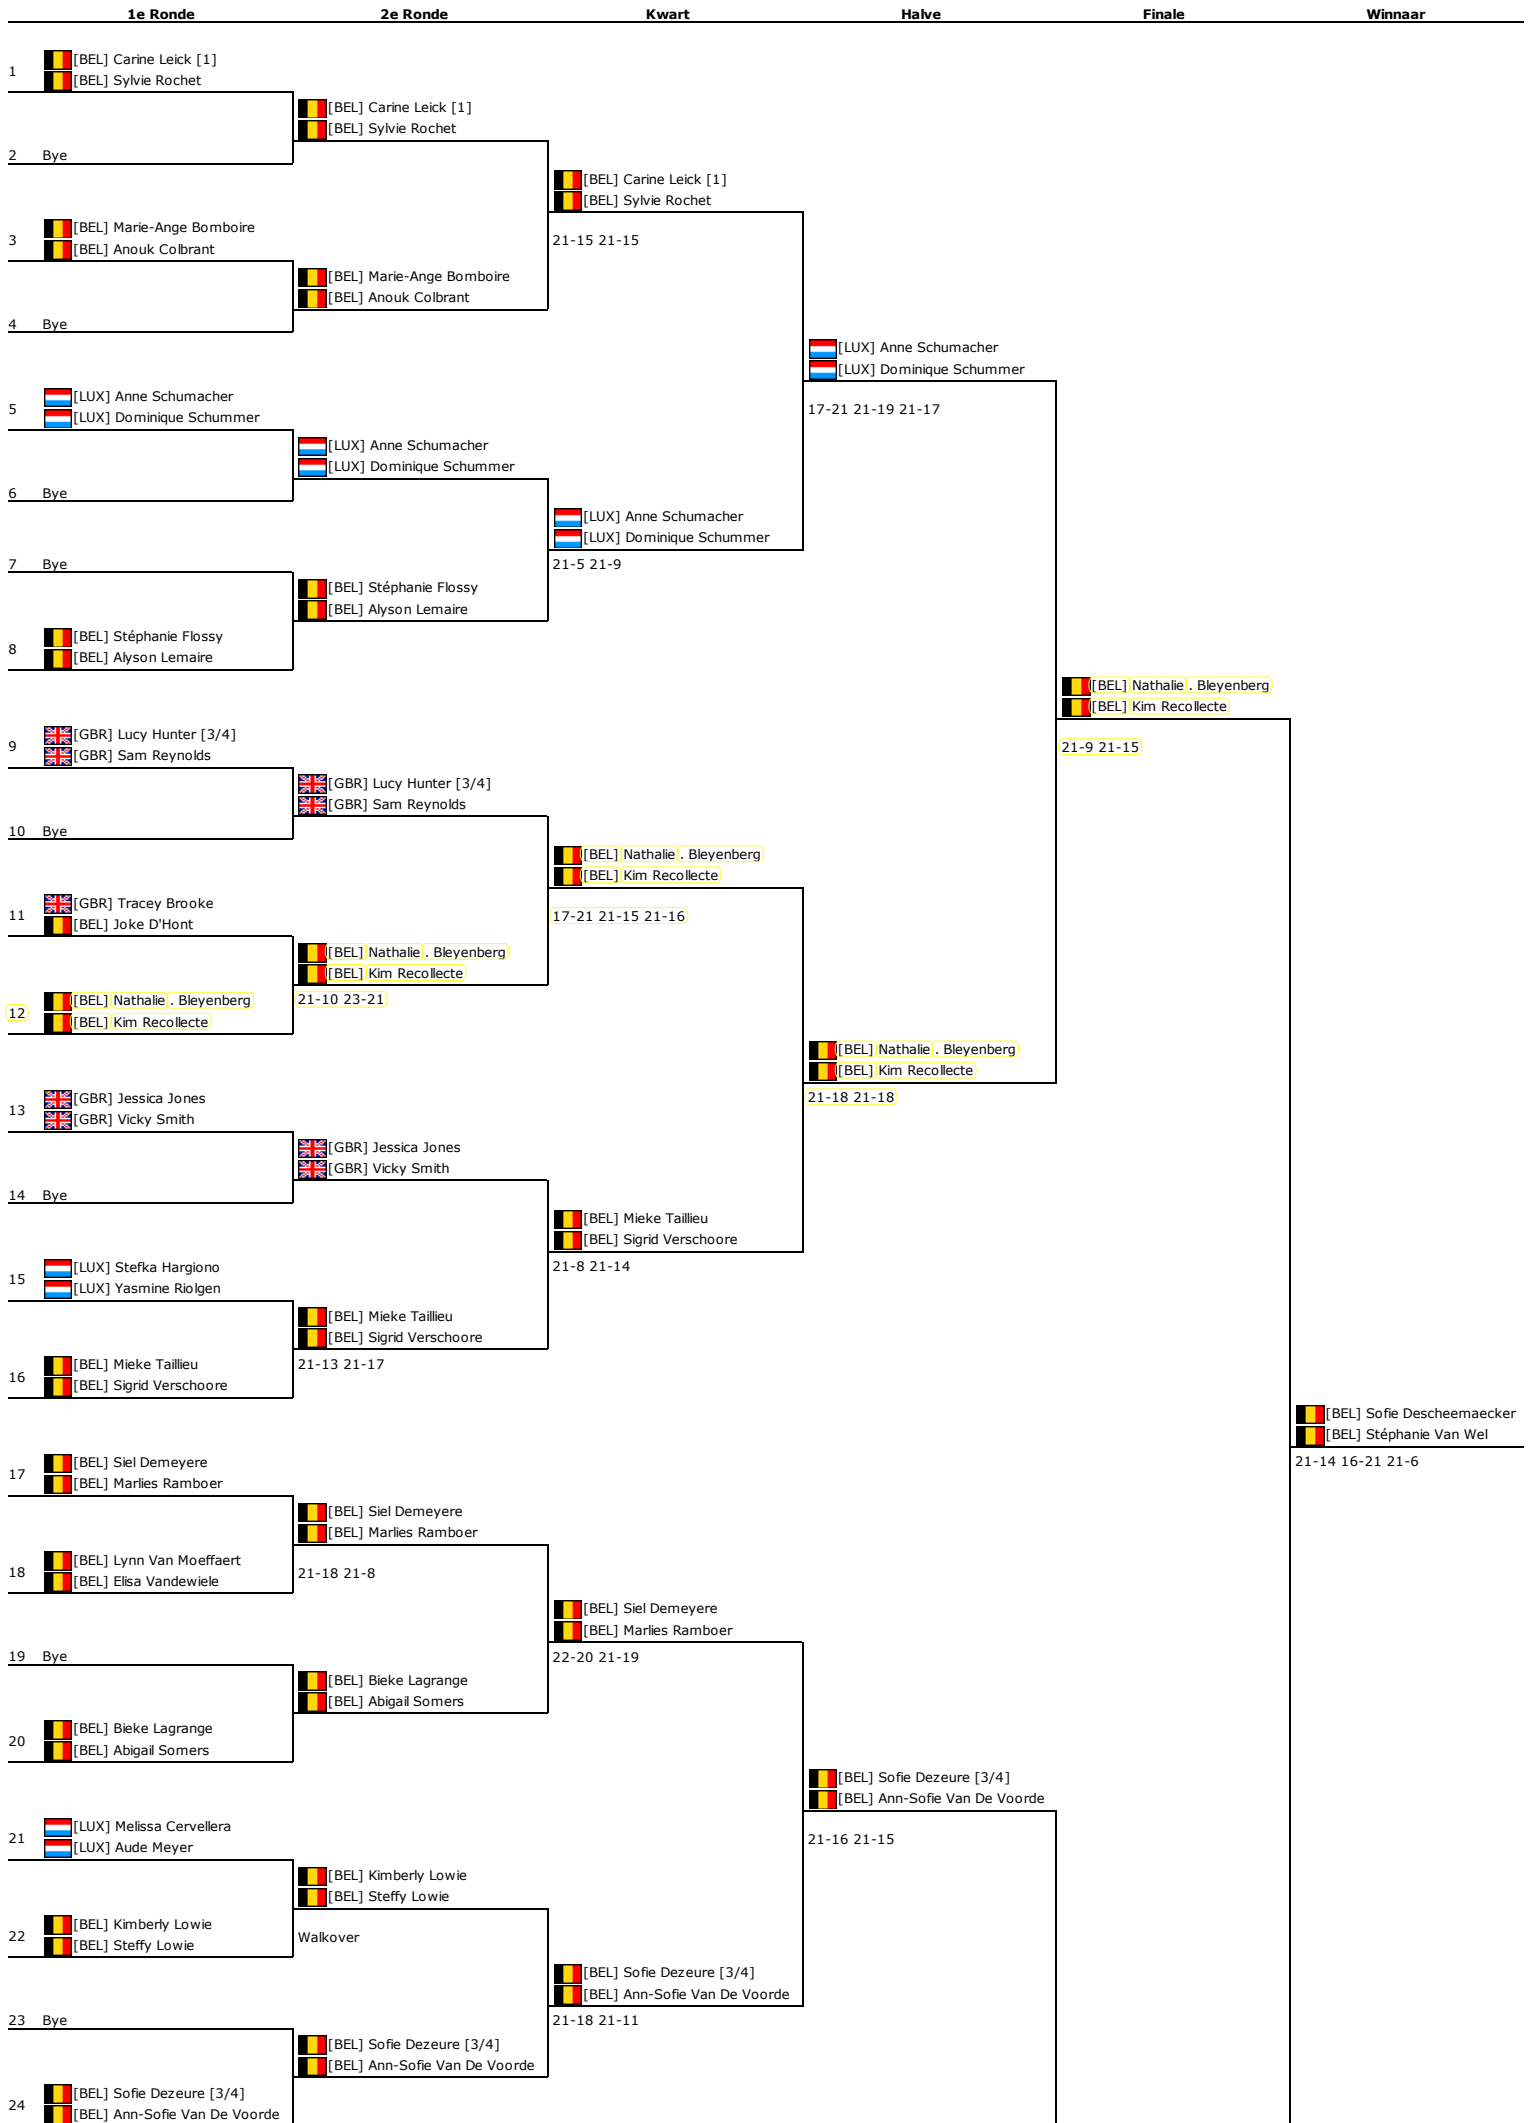 1e Ronde 2e Ronde Kwart Halve Finale Winnaar
[BEL] Carine Leick [1]
1
[BEL] Sylvie Rochet
[BEL] Carine Leick [1]
[BEL] Sylvie Rochet
2 Bye
[BEL] Carine Leick [1]
[BEL] Sylvie Rochet
[BEL] Marie-Ange Bomboire
3
21-15 21-15
[BEL] Anouk Colbrant
[BEL] Marie-Ange Bomboire
[BEL] Anouk Colbrant
4 Bye
[LUX] Anne Schumacher
[LUX] Dominique Schummer
[LUX] Anne Schumacher
5
17-21 21-19 21-17
[LUX] Dominique Schummer
[LUX] Anne Schumacher
[LUX] Dominique Schummer
6 Bye
[LUX] Anne Schumacher
[LUX] Dominique Schummer
7 Bye
21-5 21-9
[BEL] Stéphanie Flossy
[BEL] Alyson Lemaire
[BEL] Stéphanie Flossy
8
[BEL] Alyson Lemaire
[BEL] Nathalie . Bleyenberg
[BEL] Kim Recollecte
[GBR] Lucy Hunter [3/4]
9
21-9 21-15
[GBR] Sam Reynolds
[GBR] Lucy Hunter [3/4]
[GBR] Sam Reynolds
10 Bye
[BEL] Nathalie . Bleyenberg
[BEL] Kim Recollecte
[GBR] Tracey Brooke
11
17-21 21-15 21-16
[BEL] Joke D'Hont
[BEL] Nathalie . Bleyenberg
[BEL] Kim Recollecte
[BEL] Nathalie . Bleyenberg
21-10 23-21
12
[BEL] Kim Recollecte
[BEL] Nathalie . Bleyenberg
[BEL] Kim Recollecte
[GBR] Jessica Jones
21-18 21-18
13
[GBR] Vicky Smith
[GBR] Jessica Jones
[GBR] Vicky Smith
14 Bye
[BEL] Mieke Taillieu
[BEL] Sigrid Verschoore
[LUX] Stefka Hargiono
21-8 21-14
15
[LUX] Yasmine Riolgen
[BEL] Mieke Taillieu
[BEL] Sigrid Verschoore
[BEL] Mieke Taillieu
21-13 21-17
16
[BEL] Sigrid Verschoore
[BEL] Sofie Descheemaecker
[BEL] Stéphanie Van Wel
[BEL] Siel Demeyere
21-14 16-21 21-6
17
[BEL] Marlies Ramboer
[BEL] Siel Demeyere
[BEL] Marlies Ramboer
[BEL] Lynn Van Moeffaert
18
21-18 21-8
[BEL] Elisa Vandewiele
[BEL] Siel Demeyere
[BEL] Marlies Ramboer
19 Bye
22-20 21-19
[BEL] Bieke Lagrange
[BEL] Abigail Somers
[BEL] Bieke Lagrange
20
[BEL] Abigail Somers
[BEL] Sofie Dezeure [3/4]
[BEL] Ann-Sofie Van De Voorde
[LUX] Melissa Cervellera
21
21-16 21-15
[LUX] Aude Meyer
[BEL] Kimberly Lowie
[BEL] Steffy Lowie
[BEL] Kimberly Lowie
22
Walkover
[BEL] Steffy Lowie
[BEL] Sofie Dezeure [3/4]
[BEL] Ann-Sofie Van De Voorde
23 Bye
21-18 21-11
[BEL] Sofie Dezeure [3/4]
[BEL] Ann-Sofie Van De Voorde
[BEL] Sofie Dezeure [3/4]
24
[BEL] Ann-Sofie Van De Voorde